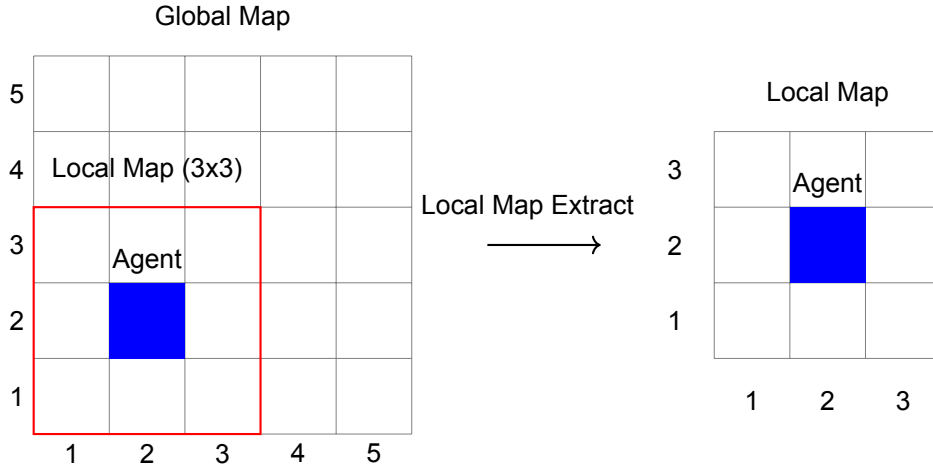 Global Map
5
4
Local Map (3x3)
3
Agent
2
1
1 2 3 4 5
Local Map Extract
Local Map
3
Agent
2
1
1 2 3